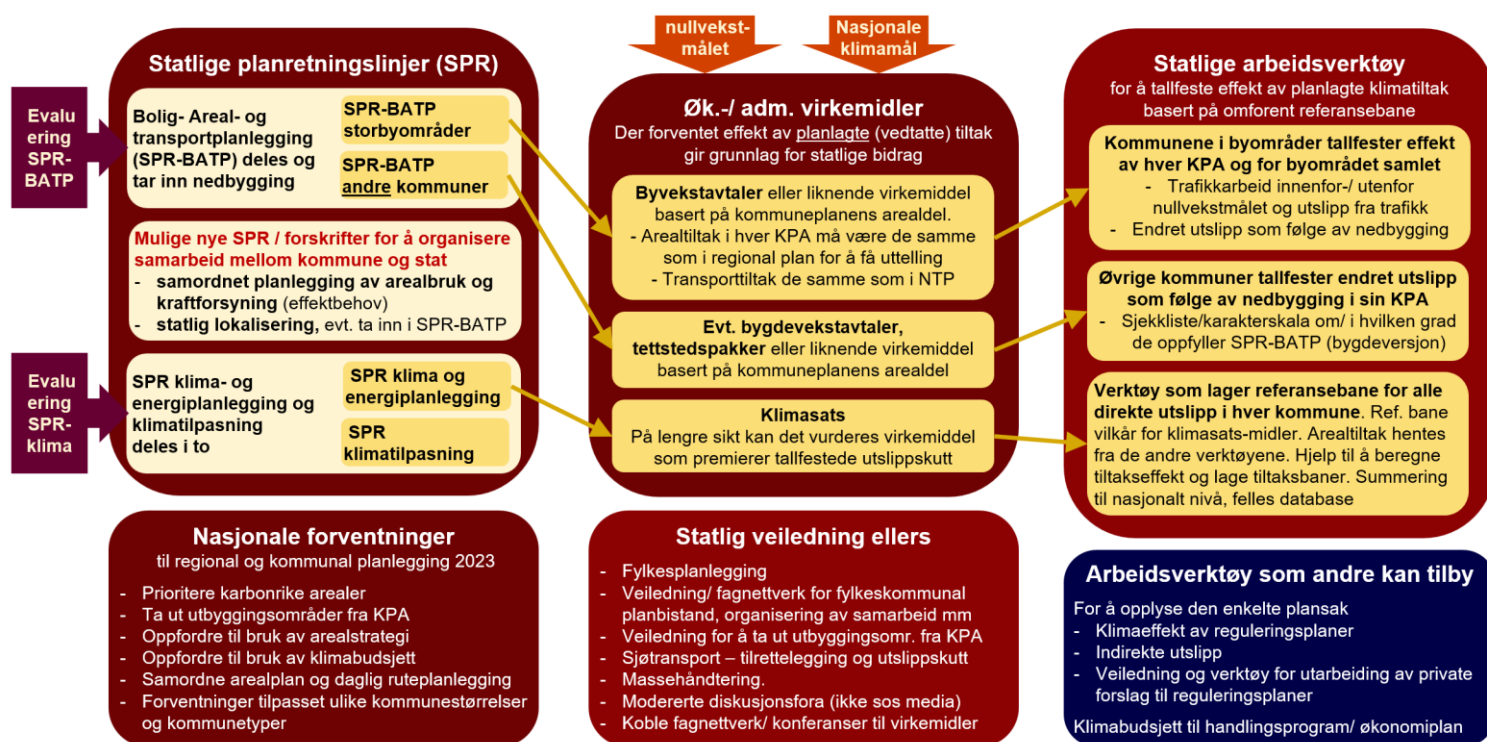 nullvekst-
målet
Nasjonale
klimamål
Evalu
ering
SPR-
BATP
Evalu
ering
SPR-
klima
Statlige planretningslinjer (SPR)
Bolig- Areal- og
transportplanlegging
(SPR-BATP) deles og
tar inn nedbygging
SPR-BATP
storbyområder
SPR-BATP
andre kommuner
Mulige nye SPR / forskrifter for å organisere
samarbeid mellom kommune og stat
- samordnet planlegging av arealbruk og
kraftforsyning (effektbehov)
- statlig lokalisering, evt. ta inn i SPR-BATP
SPR klima- og
energiplanlegging og
klimatilpasning
deles i to
SPR klima og
energiplanlegging
SPR
klimatilpasning
Øk.-/ adm. virkemidler
Der forventet effekt av planlagte (vedtatte) tiltak
gir grunnlag for statlige bidrag
Byvekstavtaler eller liknende virkemiddel
basert på kommuneplanens arealdel.
- Arealtiltak i hver KPA må være de samme
som i regional plan for å få uttelling
- Transporttiltak de samme som i NTP
Evt. bygdevekstavtaler,
tettstedspakker eller liknende virkemiddel
basert på kommuneplanens arealdel
Klimasats
På lengre sikt kan det vurderes virkemiddel
som premierer tallfestede utslippskutt
Statlige arbeidsverktøy
for å tallfeste effekt av planlagte klimatiltak
basert på omforent referansebane
Kommunene i byområder tallfester effekt
av hver KPA og for byområdet samlet
- Trafikkarbeid innenfor-/ utenfor
nullvekstmålet og utslipp fra trafikk
- Endret utslipp som følge av nedbygging
Øvrige kommuner tallfester endret utslipp
som følge av nedbygging i sin KPA
- Sjekkliste/karakterskala om/ i hvilken grad
de oppfyller SPR-BATP (bygdeversjon)
Verktøy som lager referansebane for alle
direkte utslipp i hver kommune. Ref. bane
vilkår for klimasats-midler. Arealtiltak hentes
fra de andre verktøyene. Hjelp til å beregne
tiltakseffekt og lage tiltaksbaner. Summering
til nasjonalt nivå, felles database
Nasjonale forventninger
til regional og kommunal planlegging 2023
- Prioritere karbonrike arealer
- Ta ut utbyggingsområder fra KPA
- Oppfordre til bruk av arealstrategi
- Oppfordre til bruk av klimabudsjett
- Samordne arealplan og daglig ruteplanlegging
- Forventninger tilpasset ulike kommunestørrelser
og kommunetyper
Statlig veiledning ellers
- Fylkesplanlegging
- Veiledning/ fagnettverk for fylkeskommunal
planbistand, organisering av samarbeid mm
- Veiledning for å ta ut utbyggingsomr. fra KPA
- Sjøtransport – tilrettelegging og utslippskutt
- Massehåndtering.
- Modererte diskusjonsfora (ikke sos media)
- Koble fagnettverk/ konferanser til virkemidler
Arbeidsverktøy som andre kan tilby
For å opplyse den enkelte plansak
- Klimaeffekt av reguleringsplaner
- Indirekte utslipp
- Veiledning og verktøy for utarbeiding av private
forslag til reguleringsplaner
Klimabudsjett til handlingsprogram/ økonomiplan